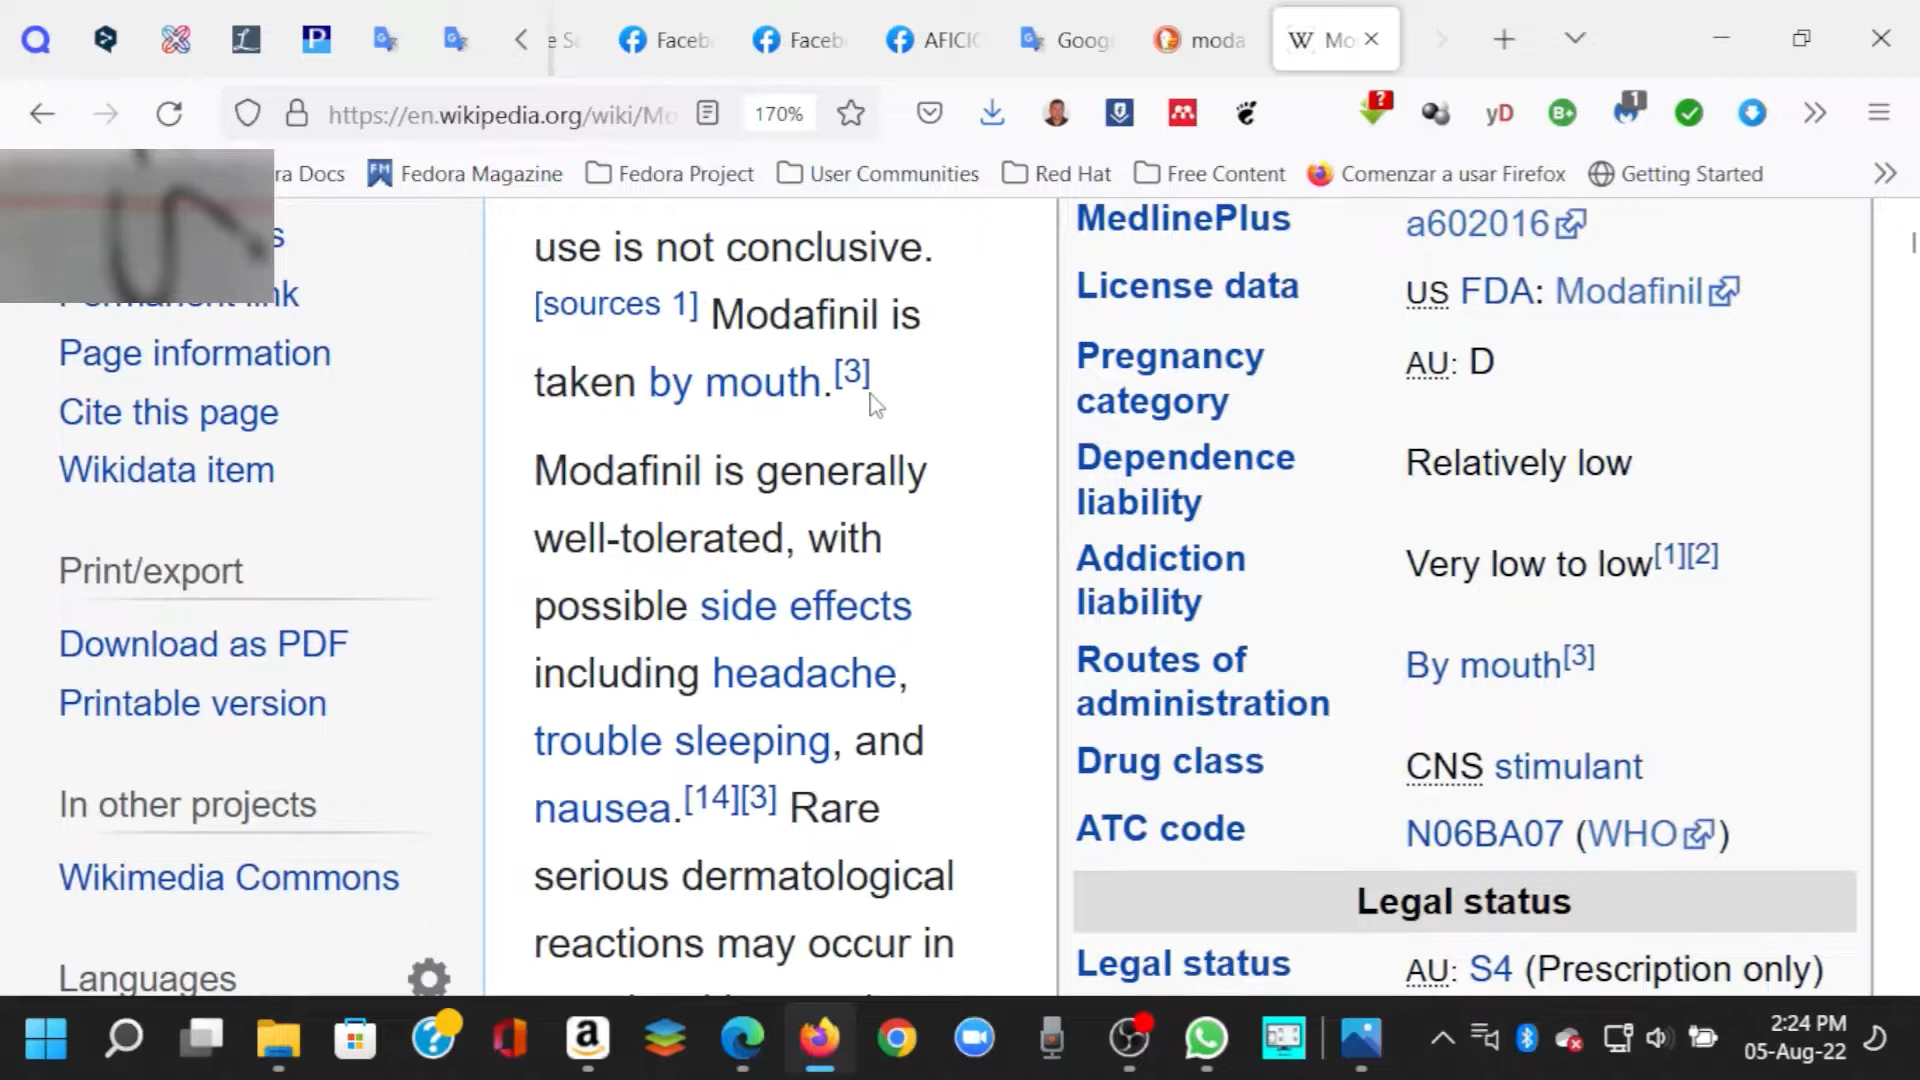 e Se
Faceb
Faceb
AFICIC
Googl
moda
W Mo
https://en.wikipedia.org/wiki/Mo
170%
?
yD
B+
1
ra Docs
FM Fedora Magazine
Fedora Project
User Communities
Red Hat
Free Content
Comenzar a usar Firefox
Getting Started
s
Permanent link
Page information
Cite this page
Wikidata item
Print/export
Download as PDF
Printable version
In other projects
Wikimedia Commons
Languages
use is not conclusive.
[sources 1] Modafinil is
taken by mouth.[3]
Modafinil is generally
well-tolerated, with
possible side effects
including headache,
trouble sleeping, and
nausea.[14][3] Rare
serious dermatological
reactions may occur in
MedlinePlus a602016
License data US FDA: Modafinil
Pregnancy category AU: D
Dependence liability Relatively low
Addiction liability Very low to low[1][2]
Routes of administration By mouth[3]
Drug class CNS stimulant
ATC code N06BA07 (WHO)
Legal status
Legal status AU: S4 (Prescription only)
2:24 PM
05-Aug-22